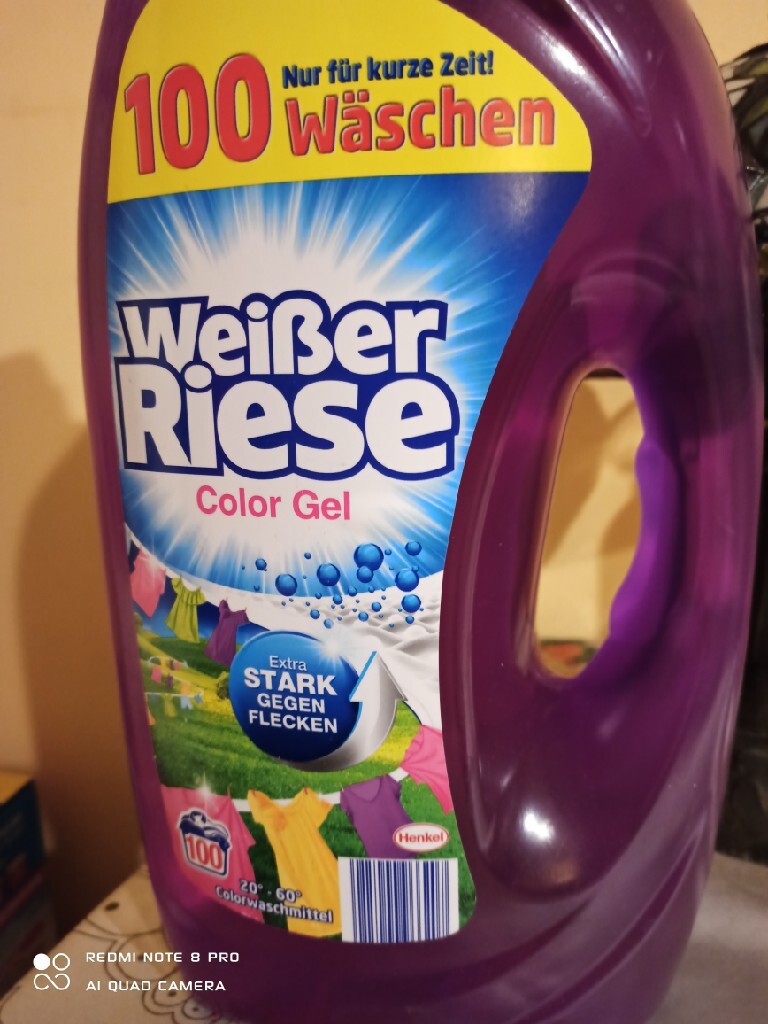 100 Nur für kurze Zeit!
Wäschen
Weißer
Riese
Color Gel
Extra
STARK
GEGEN
FLECKEN
100
Henkel
20° - 60°
Colorwaschmittel
REDMI NOTE 8 PRO
AI QUAD CAMERA